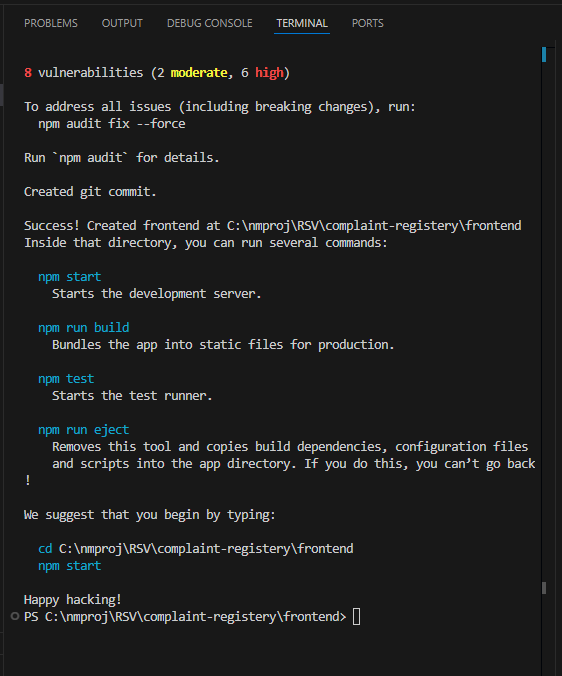 PROBLEMS OUTPUT DEBUG CONSOLE TERMINAL PORTS
8 vulnerabilities (2 moderate, 6 high)
To address all issues (including breaking changes), run:
npm audit fix --force
Run `npm audit` for details.
Created git commit.
Success! Created frontend at C:\nmproj\RSV\complaint-registery\frontend
Inside that directory, you can run several commands:
npm start
Starts the development server.
npm run build
Bundles the app into static files for production.
npm test
Starts the test runner.
npm run eject
Removes this tool and copies build dependencies, configuration files
and scripts into the app directory. If you do this, you can’t go back
!
We suggest that you begin by typing:
cd C:\nmproj\RSV\complaint-registery\frontend
npm start
Happy hacking!
PS C:\nmproj\RSV\complaint-registery\frontend>